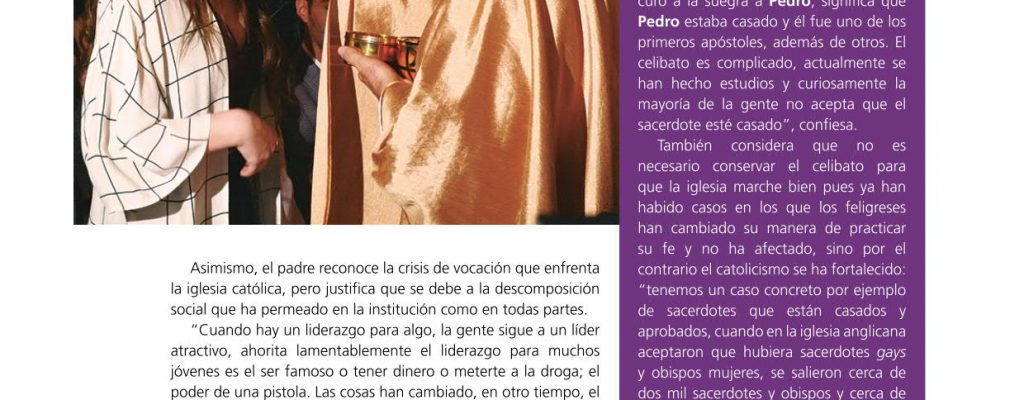 Asimismo, el padre reconoce la crisis de vocación que enfrenta
la iglesia católica, pero justifica que se debe a la descomposición
social que ha permeado en la institución como en todas partes.
“Cuando hay un liderazgo para algo, la gente sigue a un líder
atractivo, ahorita lamentablemente el liderazgo para muchos
jóvenes es el ser famoso o tener dinero o meterte a la droga; el
poder de una pistola. Las cosas han cambiado, en otro tiempo, el
curó a la suegra a Pedro, significa que
Pedro estaba casado y él fue uno de los
primeros apóstoles, además de otros. El
celibato es complicado, actualmente se
han hecho estudios y curiosamente la
mayoría de la gente no acepta que el
sacerdote esté casado”, confiesa.
También considera que no es
necesario conservar el celibato para
que la iglesia marche bien pues ya han
habido casos en los que los feligreses
han cambiado su manera de practicar
su fe y no ha afectado, sino por el
contrario el catolicismo se ha fortalecido:
“tenemos un caso concreto por ejemplo
de sacerdotes que están casados y
aprobados, cuando en la iglesia anglicana
aceptaron que hubiera sacerdotes gays
y obispos mujeres, se salieron cerca de
dos mil sacerdotes y obispos y cerca de